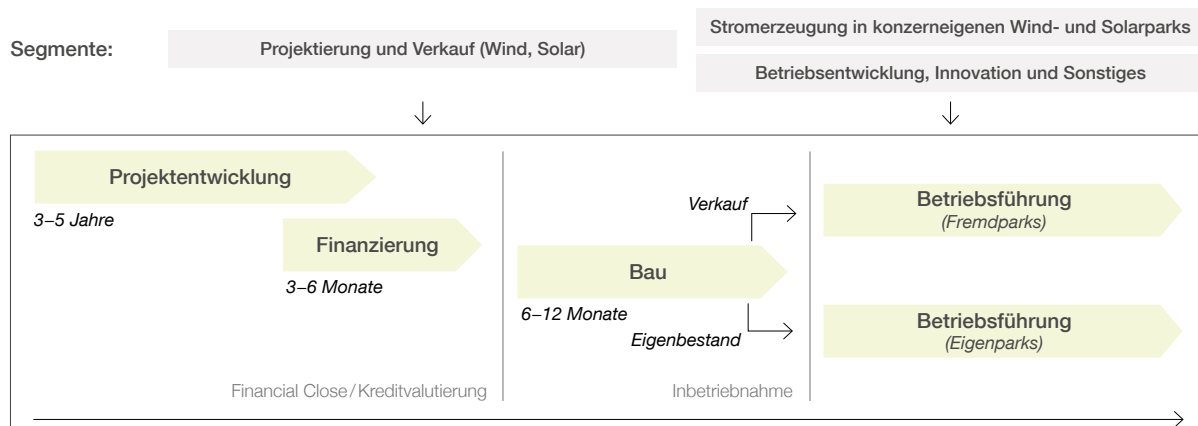 Segmente:
Projektierung und Verkauf (Wind, Solar)
Stromerzeugung in konzerneigenen Wind- und Solarparks
Betriebsentwicklung, Innovation und Sonstiges
Projektentwicklung
3–5 Jahre
Finanzierung
3–6 Monate
Financial Close/Kreditvalutierung
Bau
6–12 Monate
Verkauf
Eigenbestand
Inbetriebnahme
Betriebsführung
(Fremdparks)
Betriebsführung
(Eigenparks)